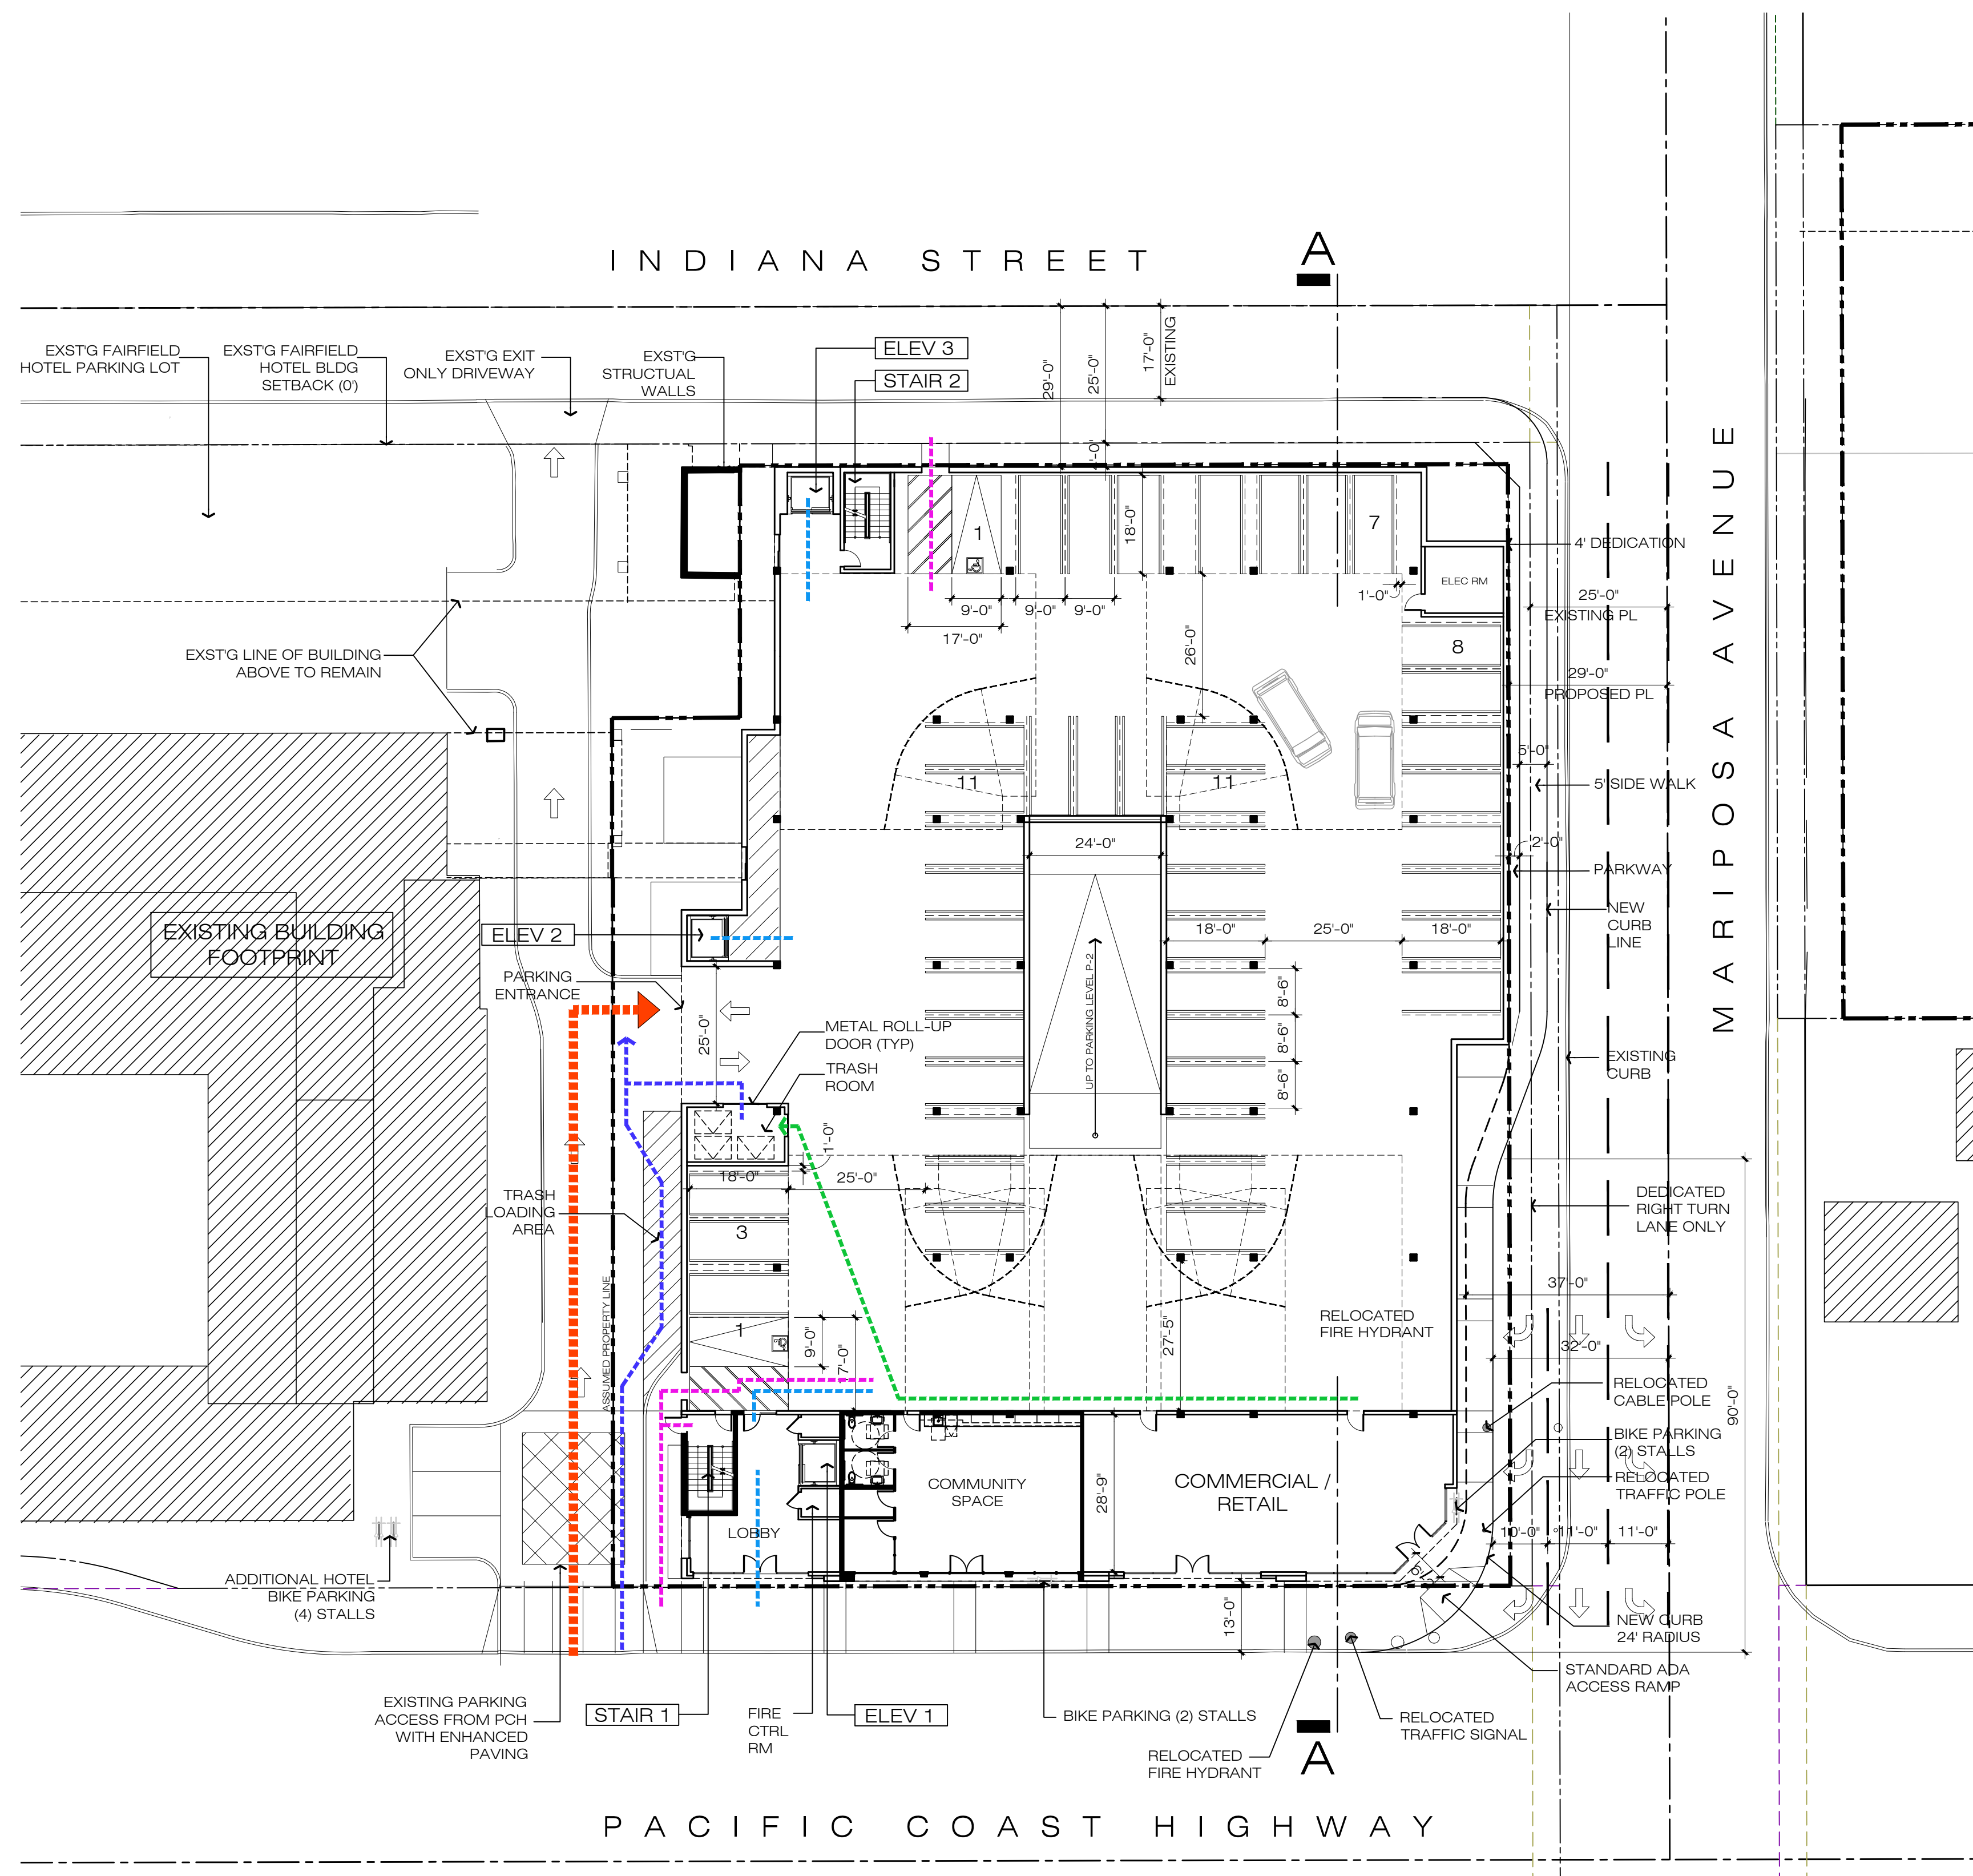 INDIANA STREET
A
EXST'G FAIRFIELD
HOTEL PARKING LOT
EXST'G FAIRFIELD
HOTEL BLDG
SETBACK (0')
EXST'G EXIT
ONLY DRIVEWAY
EXST'G
STRUCTUAL
WALLS
ELEV 3
STAIR 2
29'-0"
25'-0"
17'-0"
EXISTING
MARIPOSA AVENUE
1
18'-0"
7
4' DEDICATION
ELEC RM
9'-0"
9'-0"
9'-0"
1'-0"
17'-0"
25'-0"
EXISTING PL
EXST'G LINE OF BUILDING
ABOVE TO REMAIN
26'-0"
8
29'-0"
PROPOSED PL
5'-0"
11
11
5' SIDE WALK
24'-0"
2'-0"
PARKWAY
NEW
CURB
LINE
EXISTING BUILDING
FOOTPRINT
ELEV 2
18'-0"
25'-0"
18'-0"
PARKING
ENTRANCE
UP TO PARKING LEVEL P-2
8'-6"
8'-6"
8'-6"
25'-0"
METAL ROLL-UP
DOOR (TYP)
TRASH
ROOM
EXISTING
CURB
1'-0"
18'-0"
25'-0"
TRASH
LOADING
AREA
DEDICATED
RIGHT TURN
LANE ONLY
3
ASSUMED PROPERTY LINE
37'-0"
1
9'-0"
27'-5"
RELOCATED
FIRE HYDRANT
32'-0"
RELOCATED
CABLE POLE
90'-0"
BIKE PARKING
(2) STALLS
RELOCATED
TRAFFIC POLE
COMMUNITY
SPACE
28'-9"
COMMERCIAL /
RETAIL
LOBBY
10'-0"
11'-0"
11'-0"
ADDITIONAL HOTEL
BIKE PARKING
(4) STALLS
13'-0"
NEW CURB
24' RADIUS
STANDARD ADA
ACCESS RAMP
EXISTING PARKING
ACCESS FROM PCH
WITH ENHANCED
PAVING
STAIR 1
FIRE
CTRL
RM
ELEV 1
BIKE PARKING (2) STALLS
RELOCATED
TRAFFIC SIGNAL
RELOCATED
FIRE HYDRANT
A
PACIFIC COAST HIGHWAY